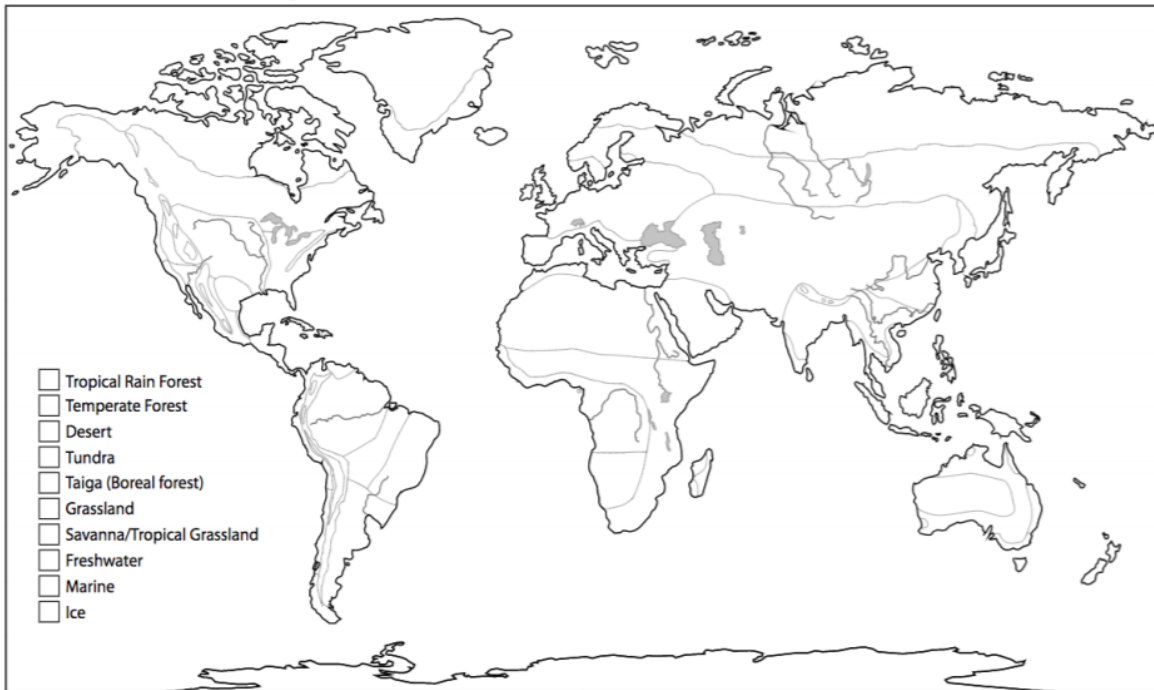 Tropical Rain Forest
Temperate Forest
Desert
Tundra
Taiga (Boreal forest)
Grassland
Savanna/Tropical Grassland
Freshwater
Marine
Ice